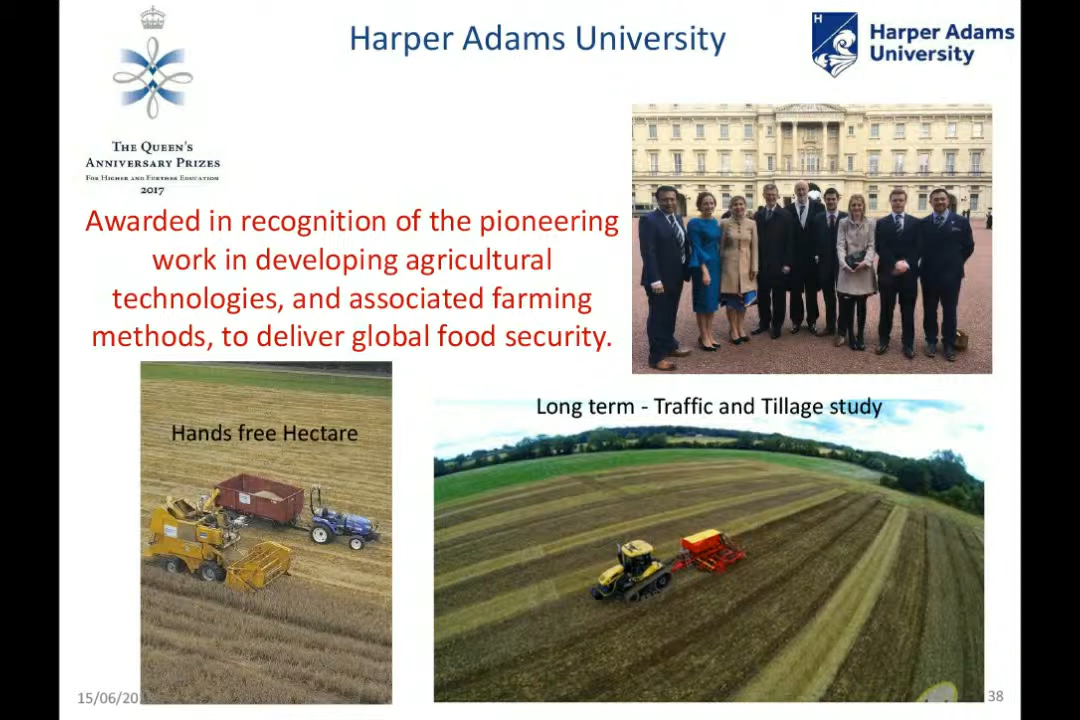 Harper Adams University
H
Harper Adams
University
THE QUEEN'S
ANNIVERSARY PRIZES
FOR HIGHER AND FURTHER EDUCATION
2017
Awarded in recognition of the pioneering
work in developing agricultural
technologies, and associated farming
methods, to deliver global food security.
Hands free Hectare
Long term - Traffic and Tillage study
38